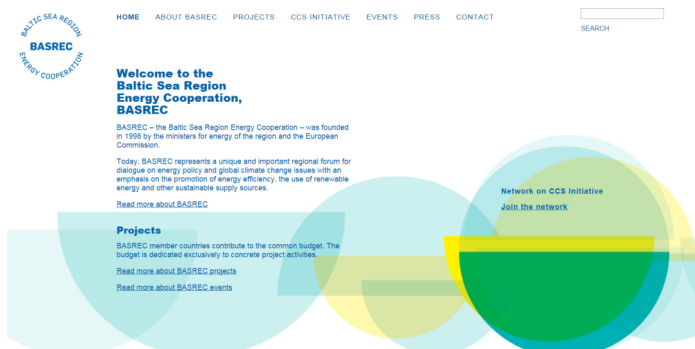 BALTIC SEA REGION
BASREC
ENERGY COOPERATION
HOME ABOUT BASREC PROJECTS CCS INITIATIVE EVENTS PRESS CONTACT
SEARCH
Welcome to the
Baltic Sea Region
Energy Cooperation,
BASREC
BASREC – the Baltic Sea Region Energy Cooperation – was founded
in 1998 by the ministers for energy of the region and the European
Commission.
Today, BASREC represents a unique and important regional forum for
dialogue on energy policy and global climate change issues with an
emphasis on the promotion of energy efficiency, the use of renewable
energy and other sustainable supply sources.
Read more about BASREC
Projects
BASREC member countries contribute to the common budget. The
budget is dedicated exclusively to concrete project activities.
Read more about BASREC projects
Read more about BASREC events
Network on CCS Initiative
Join the network